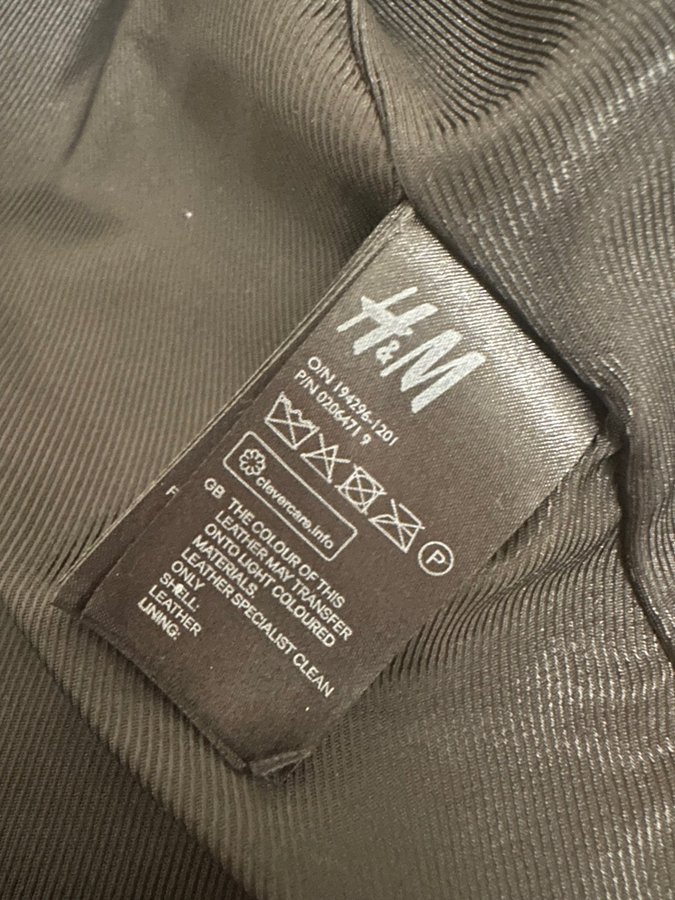 H&M
O/N 194296-1201
P/N 0206471 9
P
clevercare.info
GB THE COLOUR OF THIS
LEATHER MAY TRANSFER
ONTO LIGHT COLOURED
MATERIALS.
LEATHER SPECIALIST CLEAN
ONLY
SHELL:
LEATHER
LINING:
F